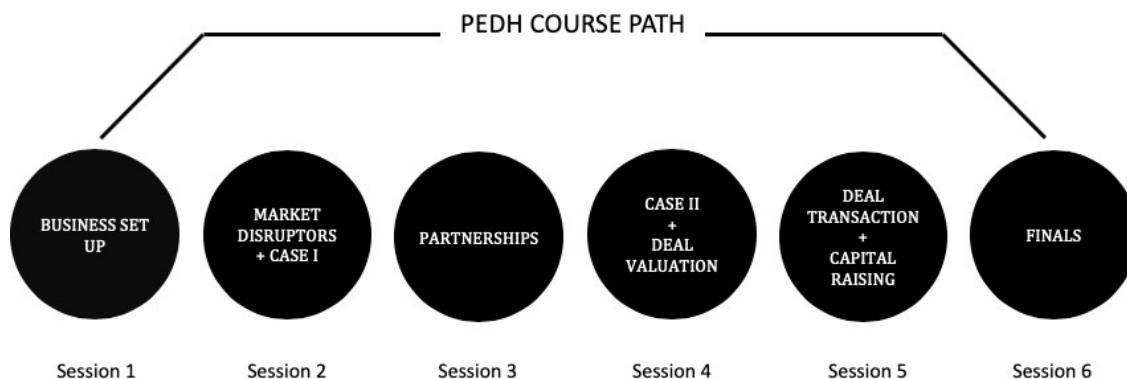 PEDH COURSE PATH
BUSINESS SET
UP
MARKET
DISRUPTORS
+ CASE I
PARTNERSHIPS
CASE II
+
DEAL
VALUATION
DEAL
TRANSACTION
+
CAPITAL
RAISING
FINALS
Session 1
Session 2
Session 3
Session 4
Session 5
Session 6